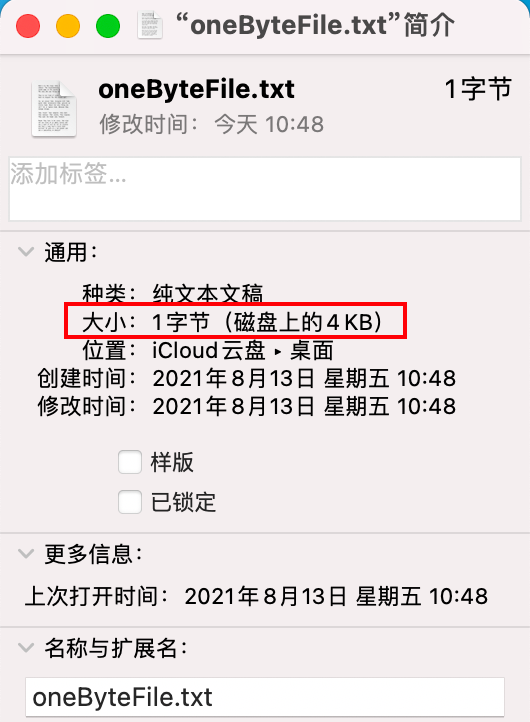 “oneByteFile.txt”简介
oneByteFile.txt 1字节
修改时间： 今天 10:48
添加标签...
通用：
种类： 纯文本文稿
大小： 1字节（磁盘上的4 KB）
位置： iCloud云盘 ▸ 桌面
创建时间： 2021年8月13日 星期五 10:48
修改时间： 2021年8月13日 星期五 10:48
样版
已锁定
更多信息：
上次打开时间： 2021年8月13日 星期五 10:48
名称与扩展名：
oneByteFile.txt